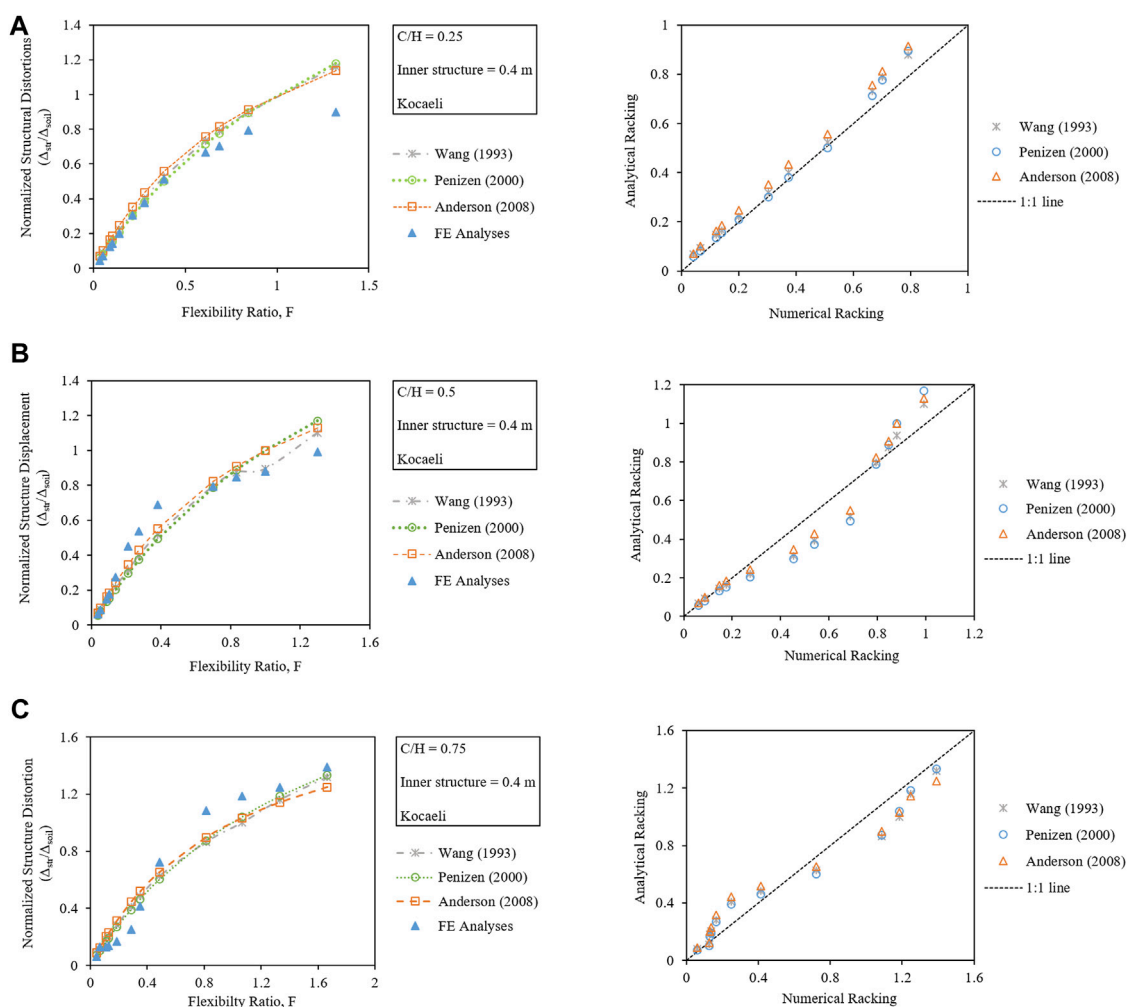 A
Normalized Structural Distortions
(Δstr/Δsoil)
1.4
1.2
1
0.8
0.6
0.4
0.2
0
0
0.5
1
1.5
Flexibility Ratio, F
C/H = 0.25
Inner structure = 0.4 m
Kocaeli
Wang (1993)
Penizen (2000)
Anderson (2008)
FE Analyses
Analytical Racking
1
0.8
0.6
0.4
0.2
0
0
0.2
0.4
0.6
0.8
1
Numerical Racking
Wang (1993)
Penizen (2000)
Anderson (2008)
1:1 line
B
Normalized Structure Displacement
(Δstr/Δsoil)
1.4
1.2
1
0.8
0.6
0.4
0.2
0
0
0.4
0.8
1.2
1.6
Flexibility Ratio, F
C/H = 0.5
Inner structure = 0.4 m
Kocaeli
Wang (1993)
Penizen (2000)
Anderson (2008)
FE Analyses
Analytical Racking
1.2
1
0.8
0.6
0.4
0.2
0
0
0.2
0.4
0.6
0.8
1
1.2
Numerical Racking
Wang (1993)
Penizen (2000)
Anderson (2008)
1:1 line
C
Normalized Structure Distortion
(Δstr/Δsoil)
1.6
1.2
0.8
0.4
0
0
0.4
0.8
1.2
1.6
2
Flexibilty Ratio, F
C/H = 0.75
Inner structure = 0.4 m
Kocaeli
Wang (1993)
Penizen (2000)
Anderson (2008)
FE Analyses
Analytical Racking
1.6
1.2
0.8
0.4
0
0
0.4
0.8
1.2
1.6
Numerical Racking
Wang (1993)
Penizen (2000)
Anderson (2008)
1:1 line